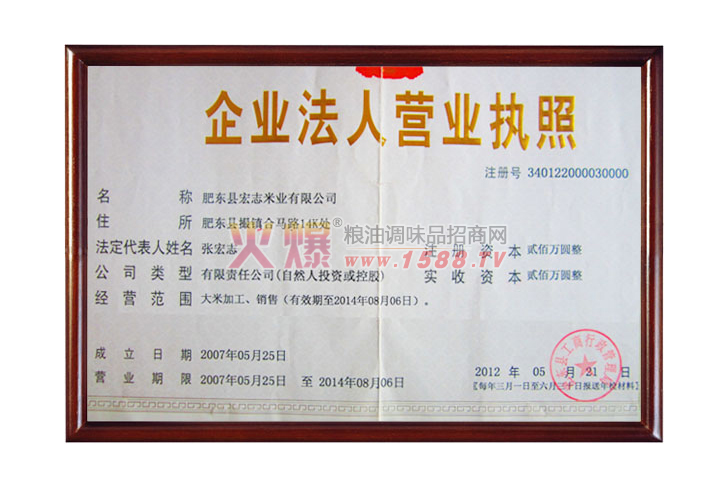 企业法人营业执照
注册号 340122000030000
名 称 肥东县宏志米业有限公司
住 所 肥东县撮镇合马路14K处
法定代表人姓名 张宏志 注册资本 贰佰万圆整
公司类型 有限责任公司(自然人投资或控股) 实收资本 贰佰万圆整
经营范围 大米加工、销售(有效期至2014年08月06日)。
火爆® 粮油调味品招商网
www.1588.TV
成立日期 2007年05月25日
营业期限 2007年05月25日 至 2014年08月06日
2012 年 05 月 21 日
【每年三月一日至六月三十日报送年检材料】
东县工商行政管理